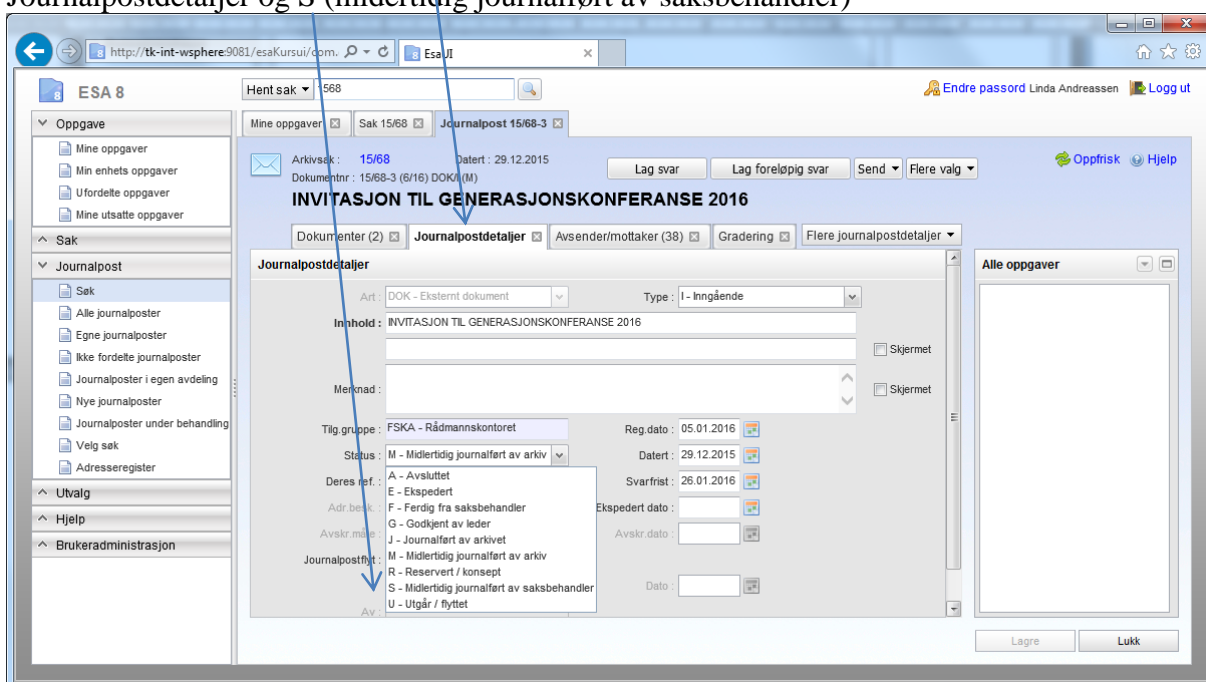 Journalpostdetaljer og S (midertidig journalført av saksbehandler)
http://tk-int-wsphere:9081/esaKursui/com.
EsaUI
ESA 8
Hent sak
1568
Endre passord Linda Andreassen Logg ut
Oppgave
Mine oppgaver
Min enhets oppgaver
Ufordelte oppgaver
Mine utsatte oppgaver
Sak
Journalpost
Søk
Alle journalposter
Egne journalposter
Ikke fordelte journalposter
Journalposter i egen avdeling
Nye journalposter
Journalposter under behandling
Velg søk
Adresseregister
Utvalg
Hjelp
Brukeradministrasjon
Mine oppgaver Sak 15/68 Journalpost 15/68-3
Arkivsak : 15/68 Datert : 29.12.2015
Dokumentnr : 15/68-3 (6/16) DOK/I (M)
INVITASJON TIL GENERASJONSKONFERANSE 2016
Lag svar Lag foreløpig svar Send Flere valg
Oppfrisk Hjelp
Dokumenter (2) Journalpostdetaljer Avsender/mottaker (38) Gradering Flere journalpostdetaljer
Journalpostdetaljer
Art : DOK - Eksternt dokument Type : I - Inngående
Innhold : INVITASJON TIL GENERASJONSKONFERANSE 2016
Skjermet
Merknad : Skjermet
Tilg.gruppe : FSKA - Rådmannskontoret Reg.dato : 05.01.2016
Status : M - Midlertidig journalført av arkiv Datert : 29.12.2015
Deres ref. : Svarfrist : 26.01.2016
Adr.besk. : Ekspedert dato :
Avskr.måte : Avskr.dato :
Journalpostflyt :
Dato :
Av :
A - Avsluttet
E - Ekspedert
F - Ferdig fra saksbehandler
G - Godkjent av leder
J - Journalført av arkivet
M - Midlertidig journalført av arkiv
R - Reservert / konsept
S - Midlertidig journalført av saksbehandler
U - Utgår / flyttet
Alle oppgaver
Lagre Lukk